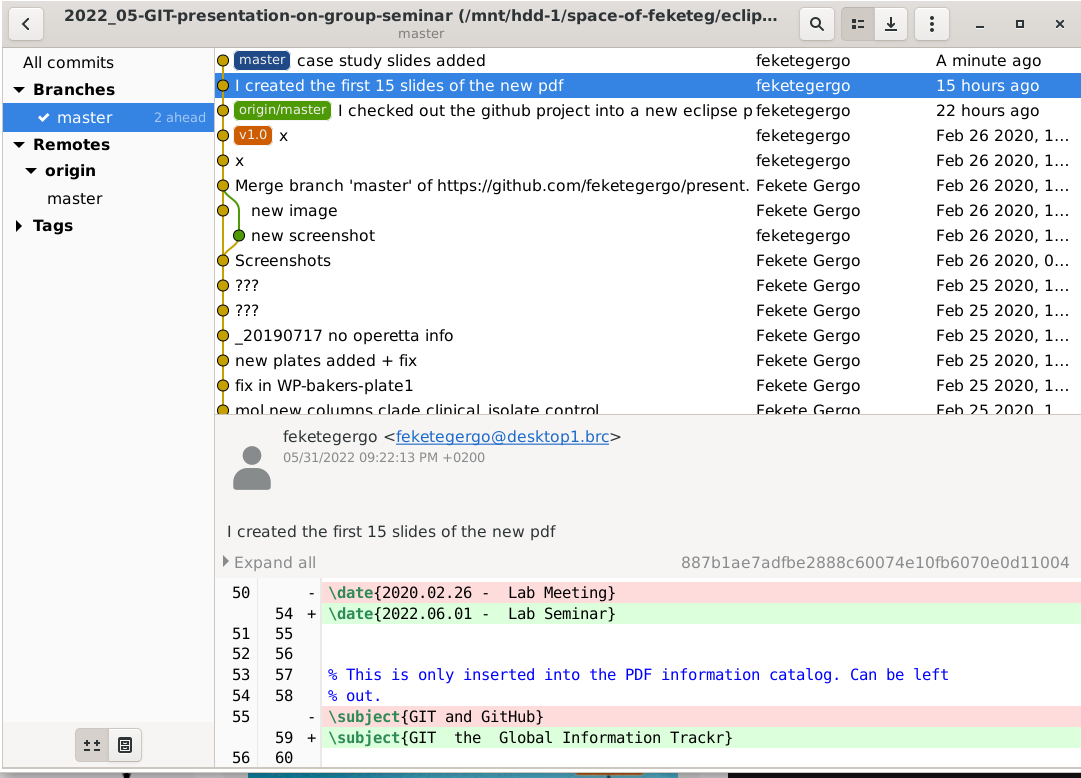 2022_05-GIT-presentation-on-group-seminar (/mnt/hdd-1/space-of-feketeg/eclip...
master
All commits
Branches
master 2 ahead
Remotes
origin
master
Tags
master case study slides added feketegergo A minute ago
I created the first 15 slides of the new pdf feketegergo 15 hours ago
origin/master I checked out the github project into a new eclipse p feketegergo 22 hours ago
v1.0 x feketegergo Feb 26 2020, 1...
x feketegergo Feb 26 2020, 1...
Merge branch 'master' of https://github.com/feketegergo/present. Fekete Gergo Feb 26 2020, 1...
new image Fekete Gergo Feb 26 2020, 1...
new screenshot feketegergo Feb 26 2020, 1...
Screenshots Fekete Gergo Feb 26 2020, 0...
??? Fekete Gergo Feb 25 2020, 1...
??? Fekete Gergo Feb 25 2020, 1...
_20190717 no operetta info Fekete Gergo Feb 25 2020, 1...
new plates added + fix Fekete Gergo Feb 25 2020, 1...
fix in WP-bakers-plate1 Fekete Gergo Feb 25 2020, 1...
mol new columns clade clinical_isolate control Fekete Gergo Feb 25 2020, 1
feketegergo <feketegergo@desktop1.brc>
05/31/2022 09:22:13 PM +0200
I created the first 15 slides of the new pdf
Expand all 887b1ae7adfbe2888c60074e10fb6070e0d11004
50 - \date{2020.02.26 -  Lab Meeting}
54 + \date{2022.06.01 -  Lab Seminar}
51 55
52 56
53 57 % This is only inserted into the PDF information catalog. Can be left
54 58 % out.
55 - \subject{GIT and GitHub}
59 + \subject{GIT  the  Global Information Trackr}
56 60